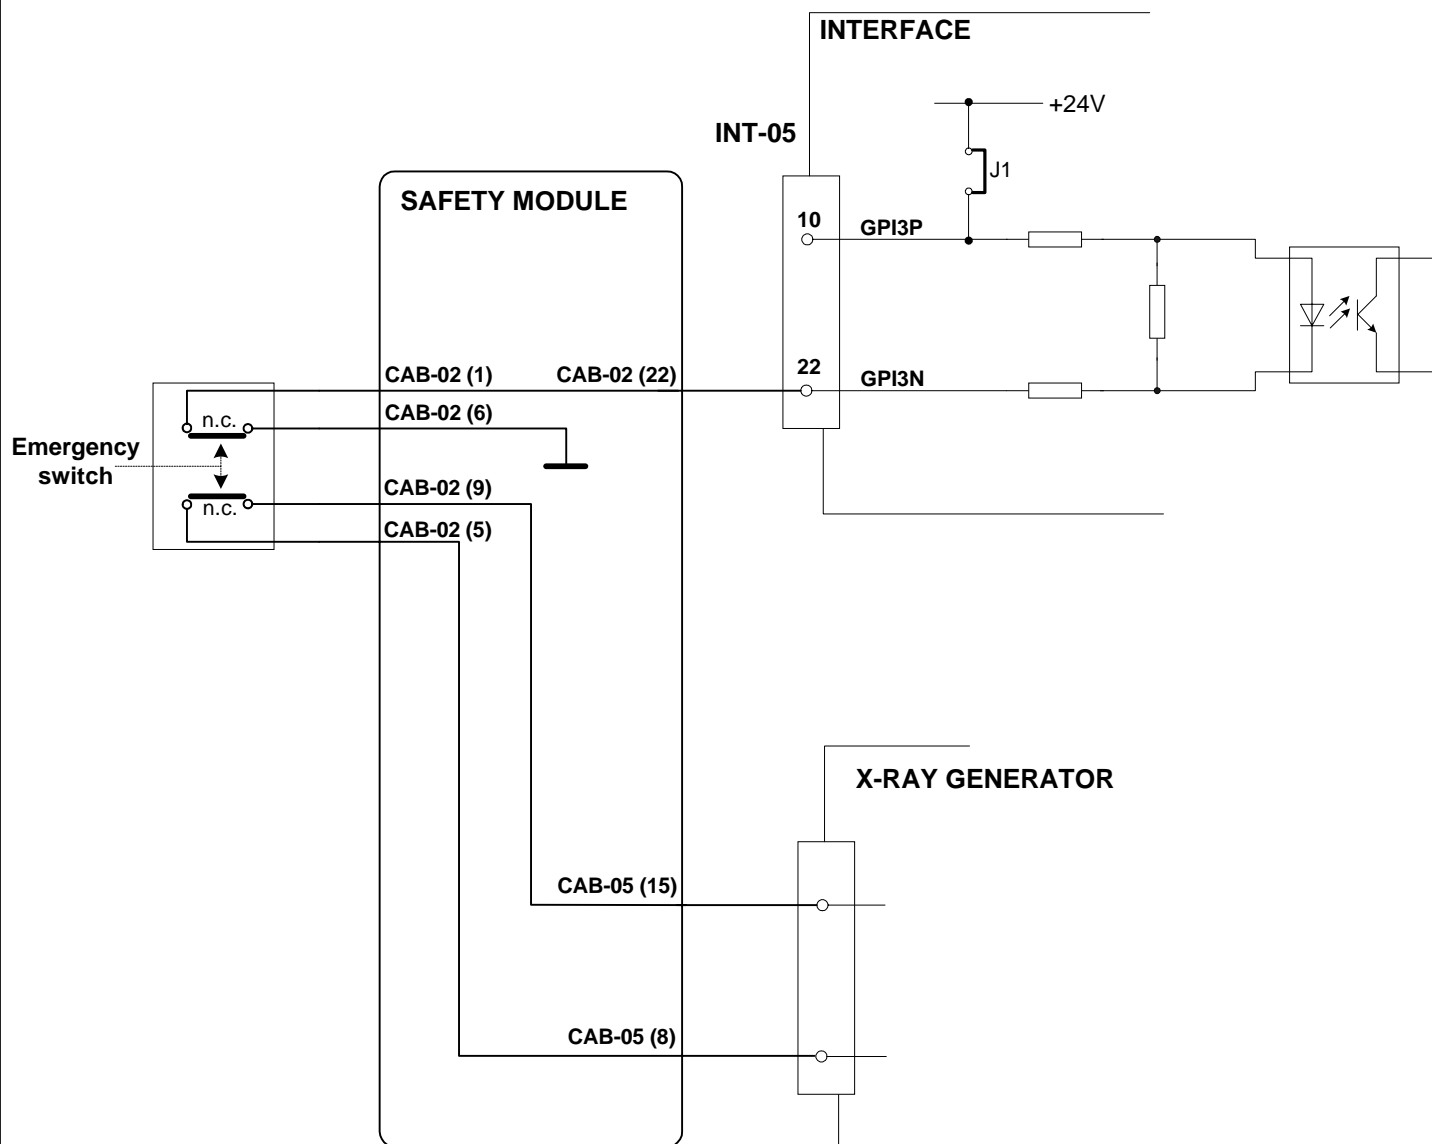 INTERFACE
+24V
INT-05
J1
SAFETY MODULE
10
GPI3P
22
GPI3N
CAB-02 (1)
CAB-02 (22)
CAB-02 (6)
n.c.
Emergency
switch
CAB-02 (9)
n.c.
CAB-02 (5)
X-RAY GENERATOR
CAB-05 (15)
CAB-05 (8)